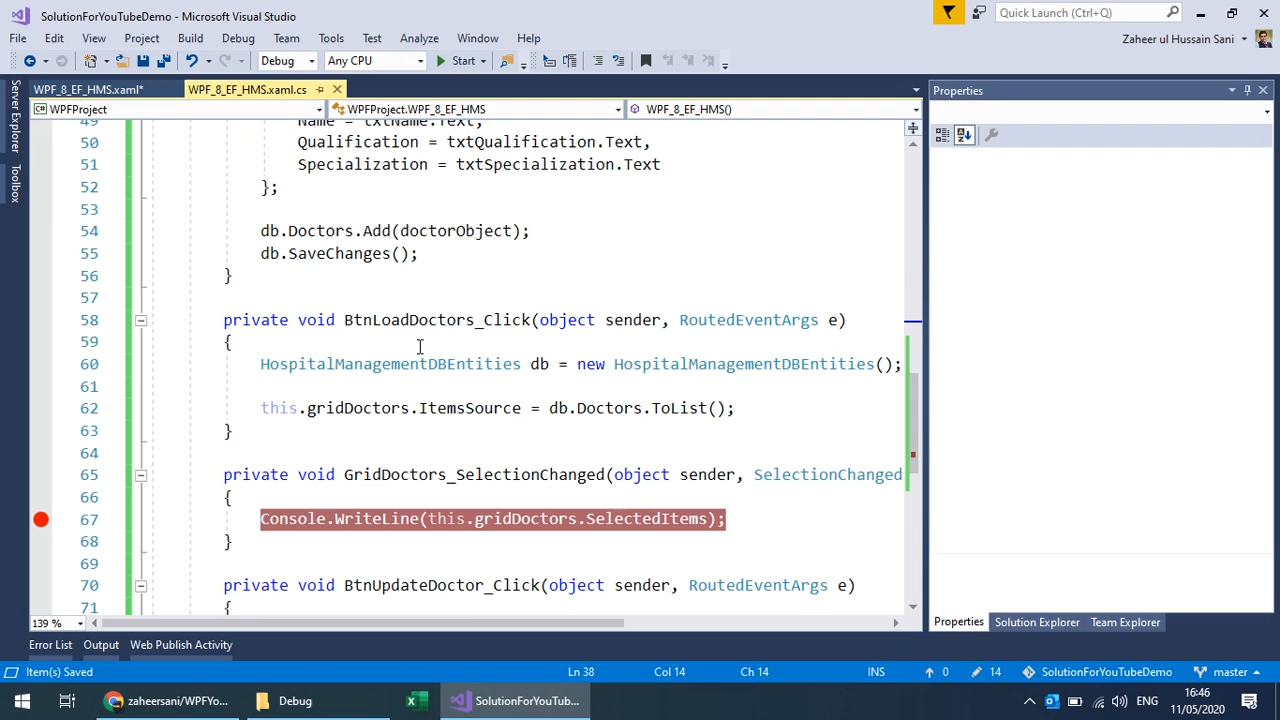 SolutionForYouTubeDemo - Microsoft Visual Studio
Quick Launch (Ctrl+Q)
File Edit View Project Build Debug Team Tools Test Analyze Window Help
Zaheer ul Hussain Sani
Debug Any CPU Start
Server Explorer
Toolbox
WPF_8_EF_HMS.xaml* WPF_8_EF_HMS.xaml.cs
WPFProject WPFProject.WPF_8_EF_HMS WPF_8_EF_HMS()
49 Name = txtName.Text,
50 Qualification = txtQualification.Text,
51 Specialization = txtSpecialization.Text
52 };
53
54 db.Doctors.Add(doctorObject);
55 db.SaveChanges();
56 }
57
58 private void BtnLoadDoctors_Click(object sender, RoutedEventArgs e)
59 {
60 HospitalManagementDBEntities db = new HospitalManagementDBEntities();
61
62 this.gridDoctors.ItemsSource = db.Doctors.ToList();
63 }
64
65 private void GridDoctors_SelectionChanged(object sender, SelectionChanged
66 {
67 Console.WriteLine(this.gridDoctors.SelectedItems);
68 }
69
70 private void BtnUpdateDoctor_Click(object sender, RoutedEventArgs e)
71 {
139 %
Properties
Properties Solution Explorer Team Explorer
Error List Output Web Publish Activity
Item(s) Saved Ln 38 Col 14 Ch 14 INS 0 14 SolutionForYouTubeDemo master
zaheersani/WPFYo... Debug SolutionForYouTub... ENG 16:46
11/05/2020